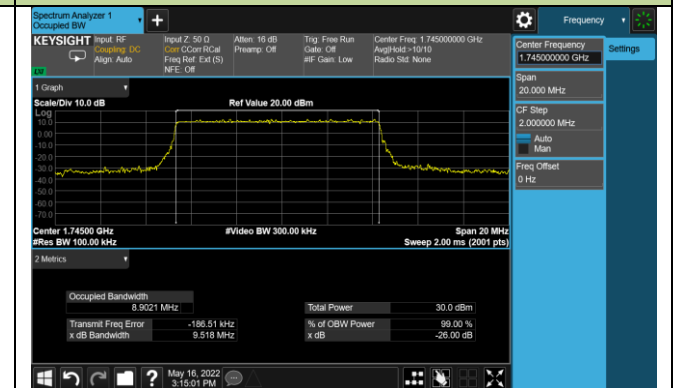 Spectrum Analyzer 1
Occupied BW
+
Frequency
KEYSIGHT
Input: RF
Coupling: DC
Align: Auto
Input Z: 50 Ω
Corr CCorr RCal
Freq Ref: Ext (S)
NFE: Off
Atten: 16 dB
Preamp: Off
Trig: Free Run
Gate: Off
#IF Gain: Low
Center Freq: 1.745000000 GHz
Avg|Hold:>10/10
Radio Std: None
Center Frequency
1.745000000 GHz
Settings
Span
20.000 MHz
CF Step
2.000000 MHz
Auto
Man
Freq Offset
0 Hz
1 Graph
Scale/Div 10.0 dB
Ref Value 20.00 dBm
Log
10.0
0.00
-10.0
-20.0
-30.0
-40.0
-50.0
-60.0
-70.0
Center 1.74500 GHz
#Video BW 300.00 kHz
Span 20 MHz
#Res BW 100.00 kHz
Sweep 2.00 ms (2001 pts)
2 Metrics
Occupied Bandwidth
8.9021 MHz
Total Power
30.0 dBm
Transmit Freq Error
-186.51 kHz
% of OBW Power
99.00 %
x dB Bandwidth
9.518 MHz
x dB
-26.00 dB
?
May 16, 2022
3:15:01 PM